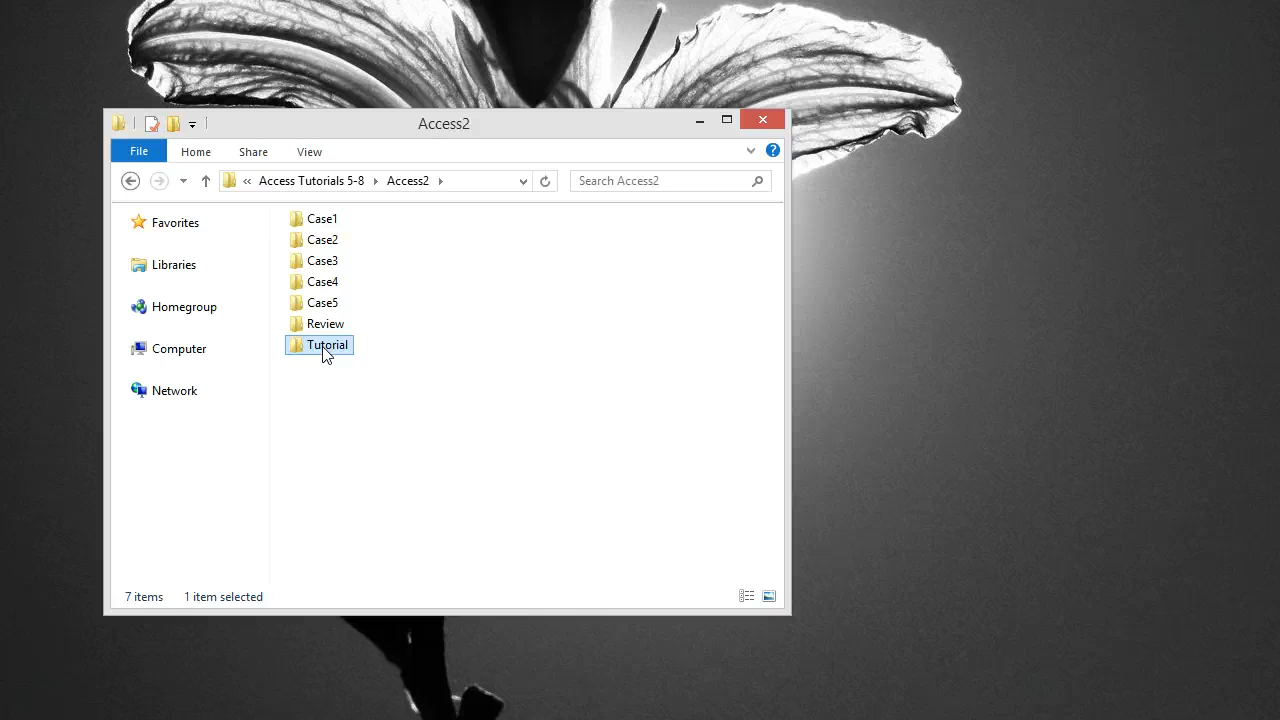 Access2
File Home Share View
« Access Tutorials 5-8 Access2 Search Access2
Favorites
Libraries
Homegroup
Computer
Network
Case1
Case2
Case3
Case4
Case5
Review
Tutorial
7 items 1 item selected